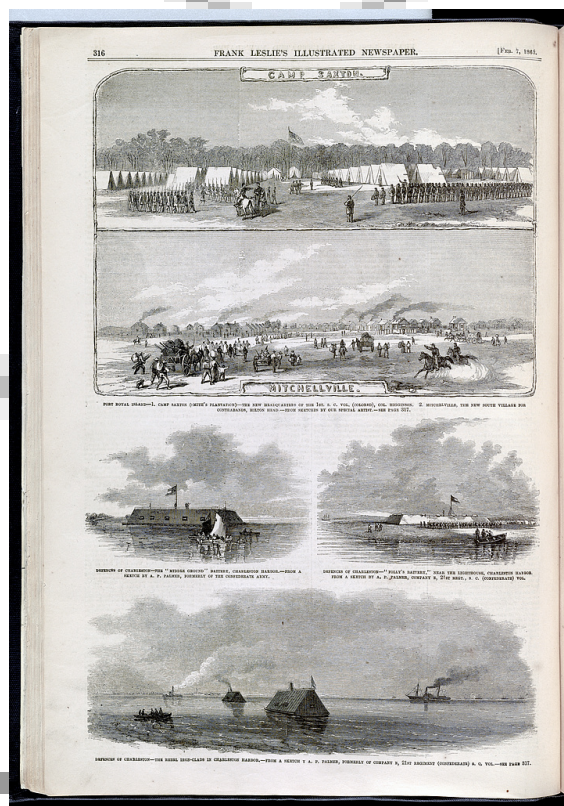 316
FRANK LESLIE'S ILLUSTRATED NEWSPAPER.
[FEB. 7, 1863.
CAMP SAXTON.
MITCHELLVILLE.
PORT ROYAL ISLAND—1. CAMP SAXTON (SMITH'S PLANTATION)—THE NEW HEAD-QUARTERS OF THE 1ST. S. C. VOL. (COLORED), COL. HIGGINSON. 2. MITCHELLVILLE, THE NEW SOUTH VILLAGE FOR
CONTRABANDS, HILTON HEAD.—FROM SKETCHES BY OUR SPECIAL ARTIST.—SEE PAGE 317.
DEFENCES OF CHARLESTON—THE "MIDDLE GROUND" BATTERY, CHARLESTON HARBOR.—FROM A
SKETCH BY A. P. PALMER, FORMERLY OF THE CONFEDERATE ARMY.
DEFENCES OF CHARLESTON— BATTERY," NEAR THE LIGHTHOUSE, CHARLESTON HARBOR.
FROM A SKETCH BY A. P. PALMER, COMPANY 21ST REGT., S. C. (CONFEDERATE) VOL.
DEFENCES OF CHARLESTON—THE REBEL IRON-CLADS IN CHARLESTON HARBOR.—FROM A SKETCH Y A. P. PALMER, FORMERLY OF COMPANY 21ST REGIMENT (CONFEDERATE) S. C. VOL.—SEE PAGE 317.